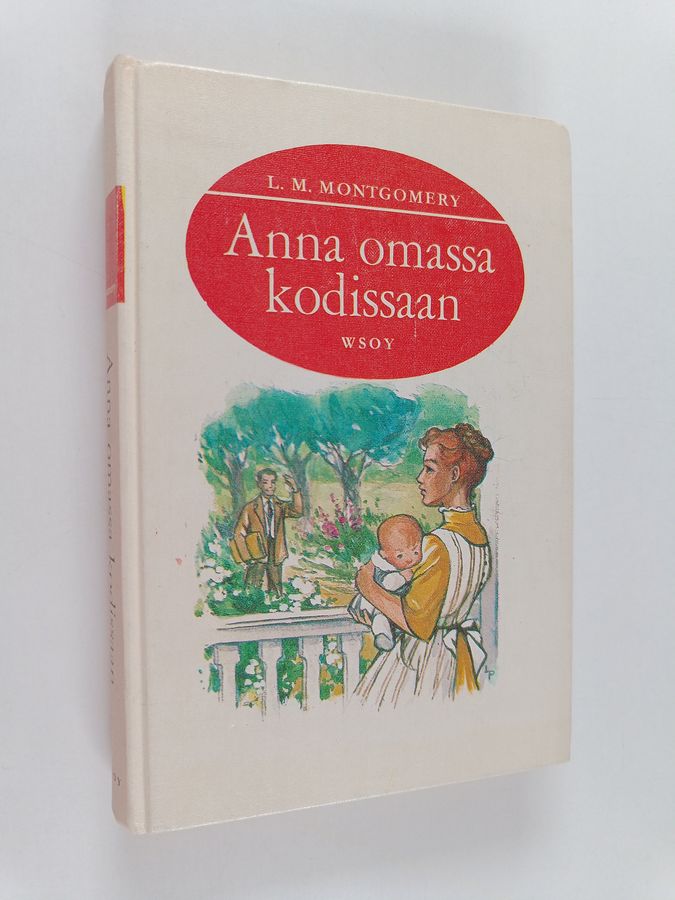 L. M. MONTGOMERY
Anna omassa
kodissaan
WSOY
Anna omassa kodissaan